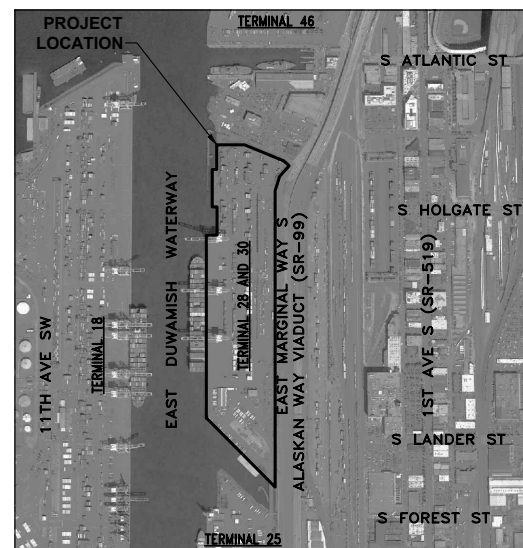 PROJECT
LOCATION
TERMINAL 46
S ATLANTIC ST
S HOLGATE ST
EAST DUWAMISH WATERWAY
TERMINAL 28 AND 30
EAST MARGINAL WAY S
ALASKAN WAY VIADUCT (SR-99)
1ST AVE S (SR-519)
11TH AVE SW
TERMINAL 18
S LANDER ST
S FOREST ST
TERMINAL 25